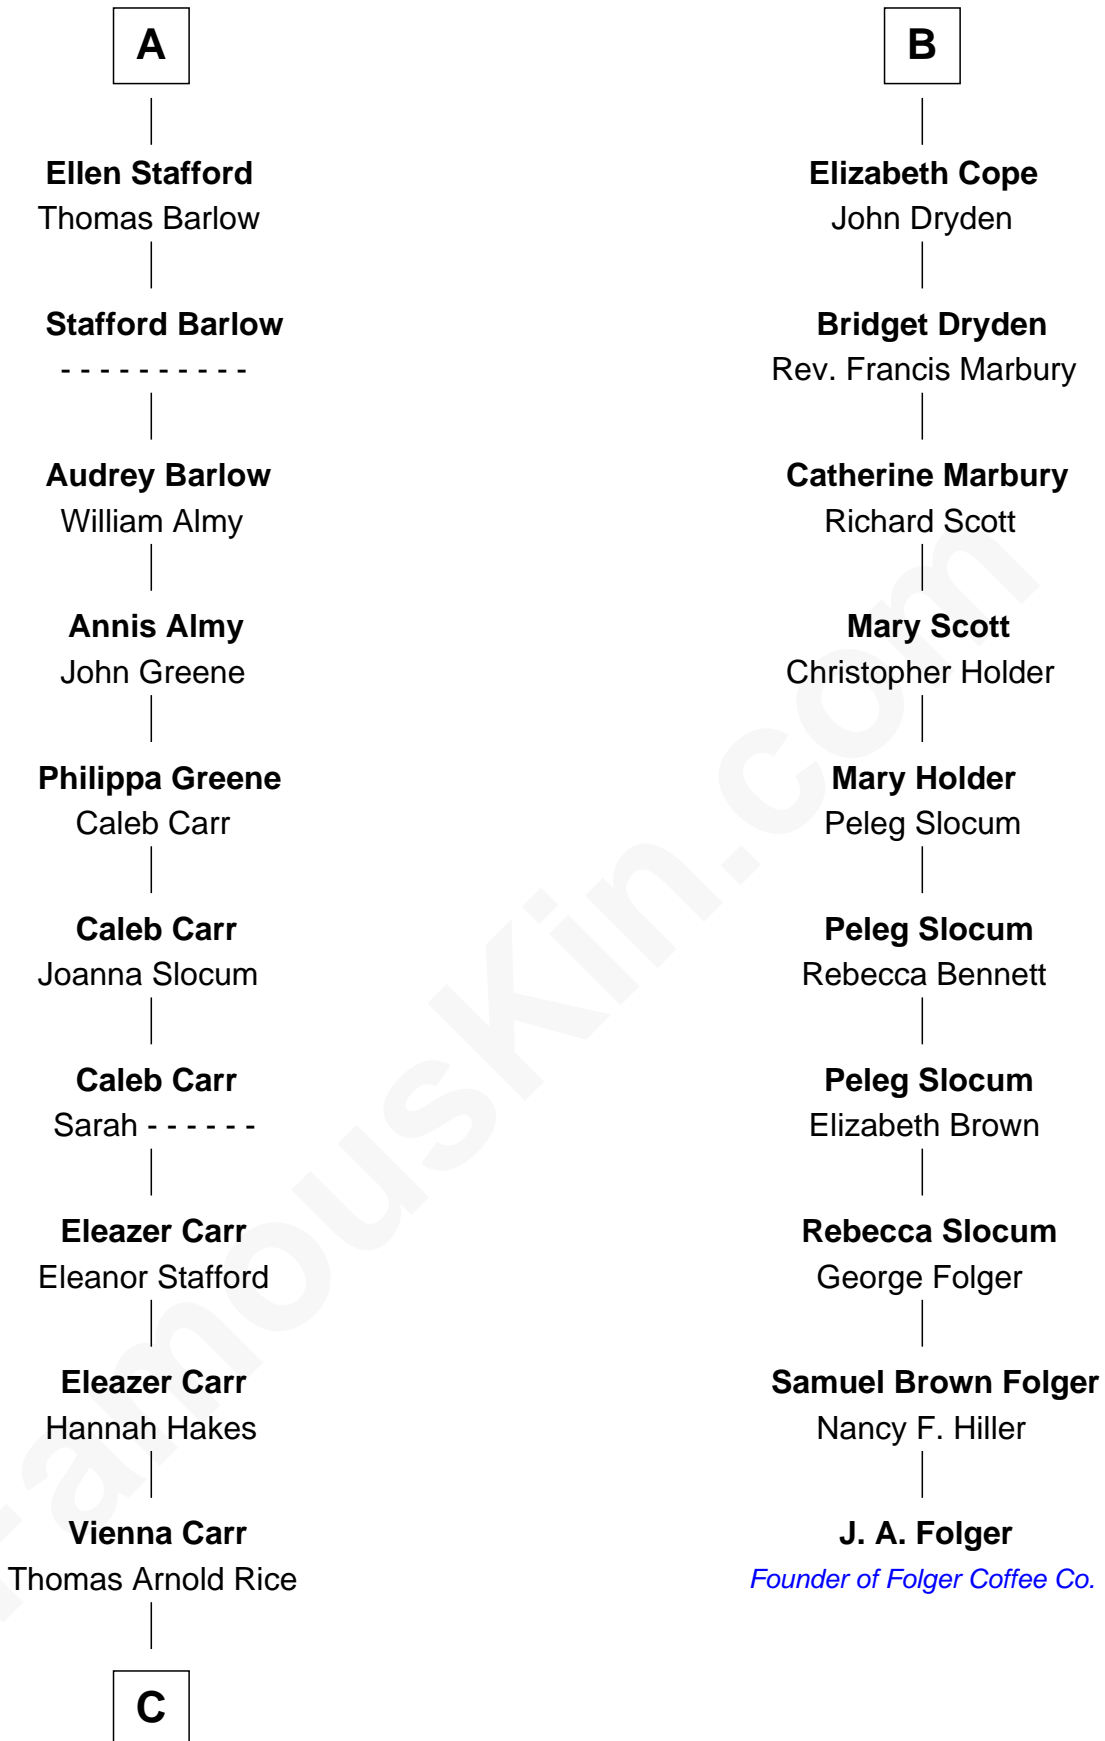 A
Ellen Stafford
Thomas Barlow
Stafford Barlow
- - - - - - - - - -
Audrey Barlow
William Almy
Annis Almy
John Greene
Philippa Greene
Caleb Carr
Caleb Carr
Joanna Slocum
Caleb Carr
Sarah - - - - - -
Eleazer Carr
Eleanor Stafford
Eleazer Carr
Hannah Hakes
Vienna Carr
Thomas Arnold Rice
C
B
Elizabeth Cope
John Dryden
Bridget Dryden
Rev. Francis Marbury
Catherine Marbury
Richard Scott
Mary Scott
Christopher Holder
Mary Holder
Peleg Slocum
Peleg Slocum
Rebecca Bennett
Peleg Slocum
Elizabeth Brown
Rebecca Slocum
George Folger
Samuel Brown Folger
Nancy F. Hiller
J. A. Folger
Founder of Folger Coffee Co.
FamousKin.com